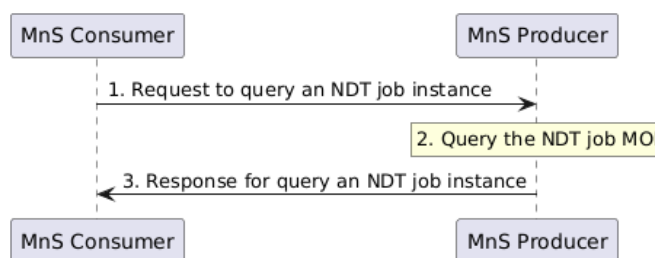 MnS Consumer MnS Producer
1. Request to query an NDT job instance
2. Query the NDT job MO
3. Response for query an NDT job instance
MnS Consumer MnS Producer